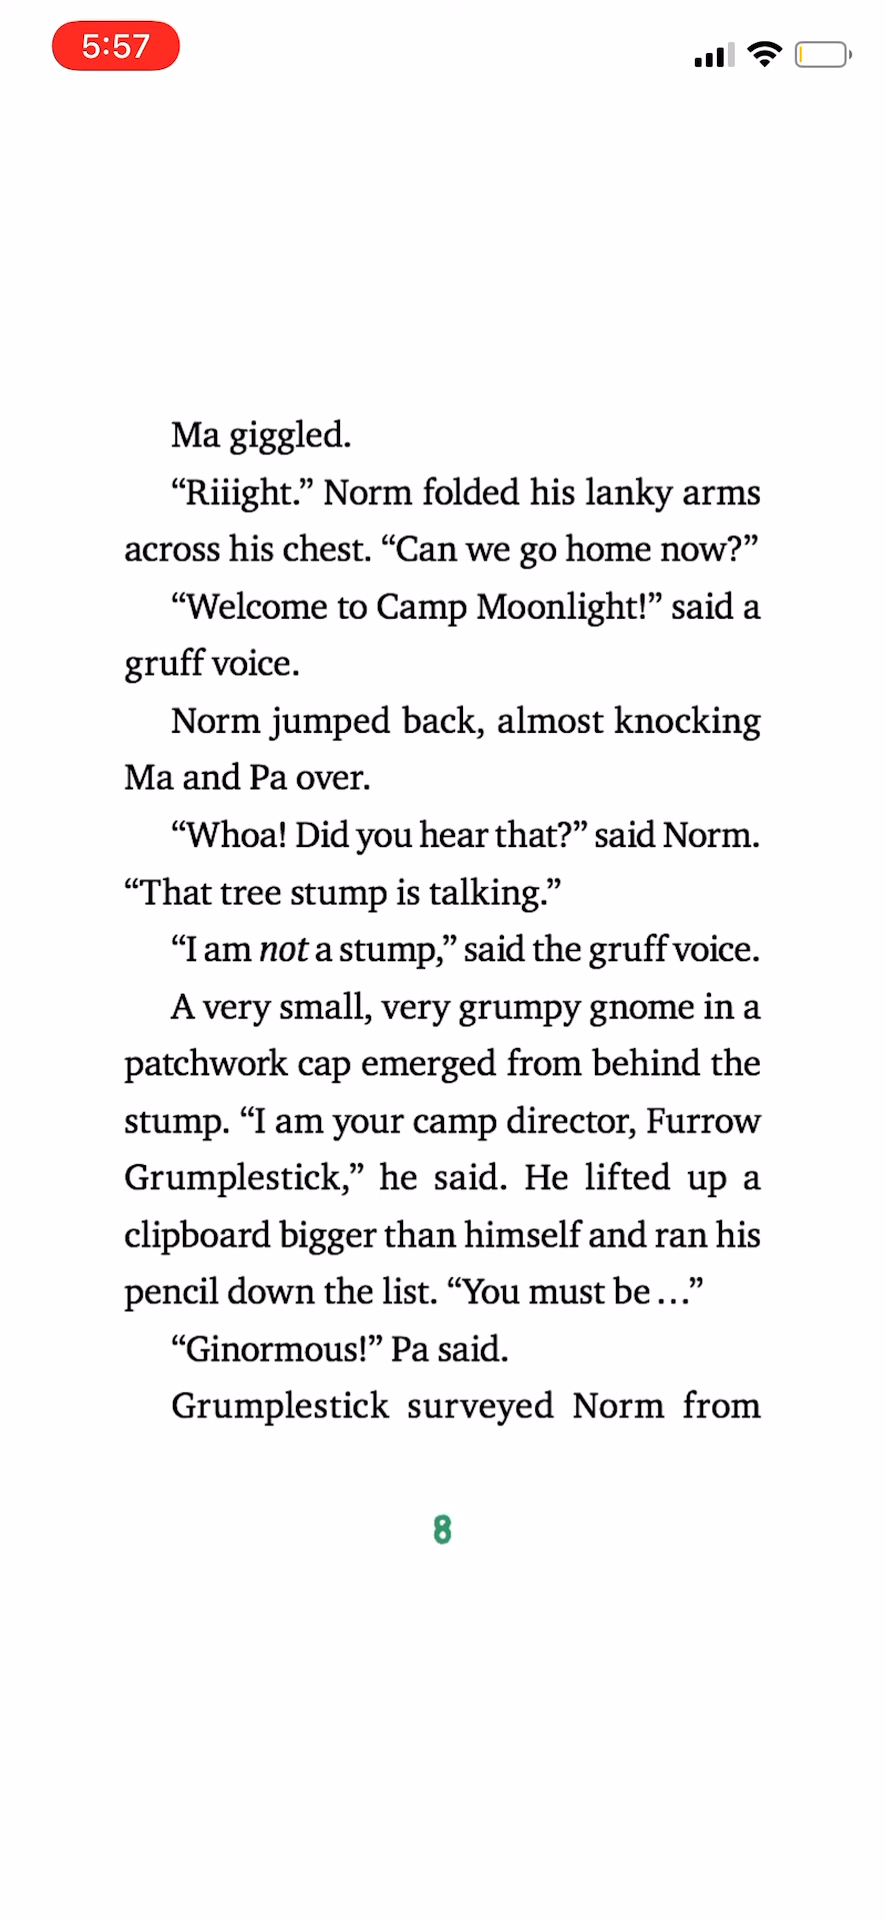 5:57
Ma giggled.
“Riiight.” Norm folded his lanky arms
across his chest. “Can we go home now?”
“Welcome to Camp Moonlight!” said a
gruff voice.
Norm jumped back, almost knocking
Ma and Pa over.
“Whoa! Did you hear that?” said Norm.
“That tree stump is talking.”
“I am not a stump,” said the gruff voice.
A very small, very grumpy gnome in a
patchwork cap emerged from behind the
stump. “I am your camp director, Furrow
Grumplestick,” he said. He lifted up a
clipboard bigger than himself and ran his
pencil down the list. “You must be…”
“Ginormous!” Pa said.
Grumplestick surveyed Norm from
8